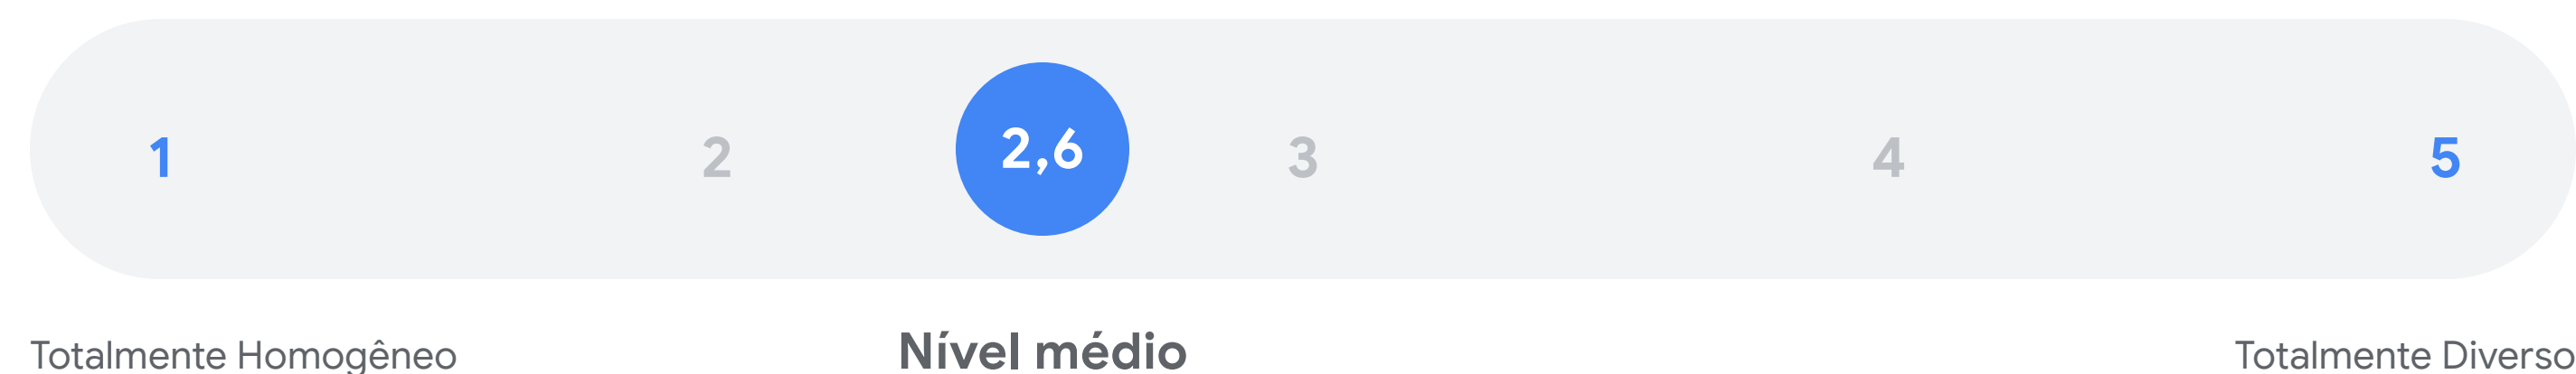 1 2 2,6 3 4 5
Totalmente Homogêneo Nível médio Totalmente Diverso